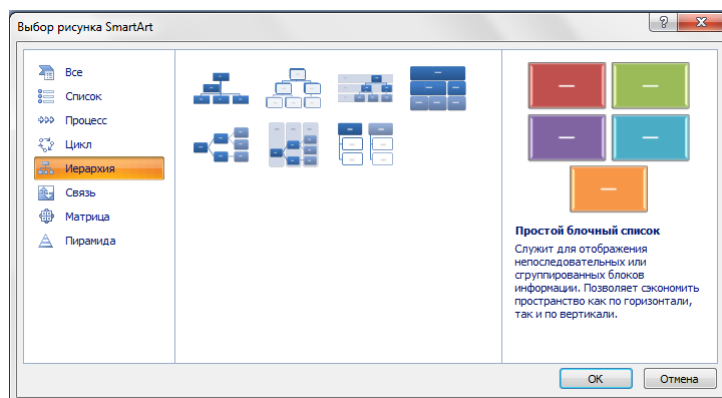 Выбор рисунка SmartArt
Все
Список
Процесс
Цикл
Иерархия
Связь
Матрица
Пирамида
Простой блочный список
Служит для отображения
непоследовательных или
сгруппированных блоков
информации. Позволяет сэкономить
пространство как по горизонтали,
так и по вертикали.
ОК
Отмена